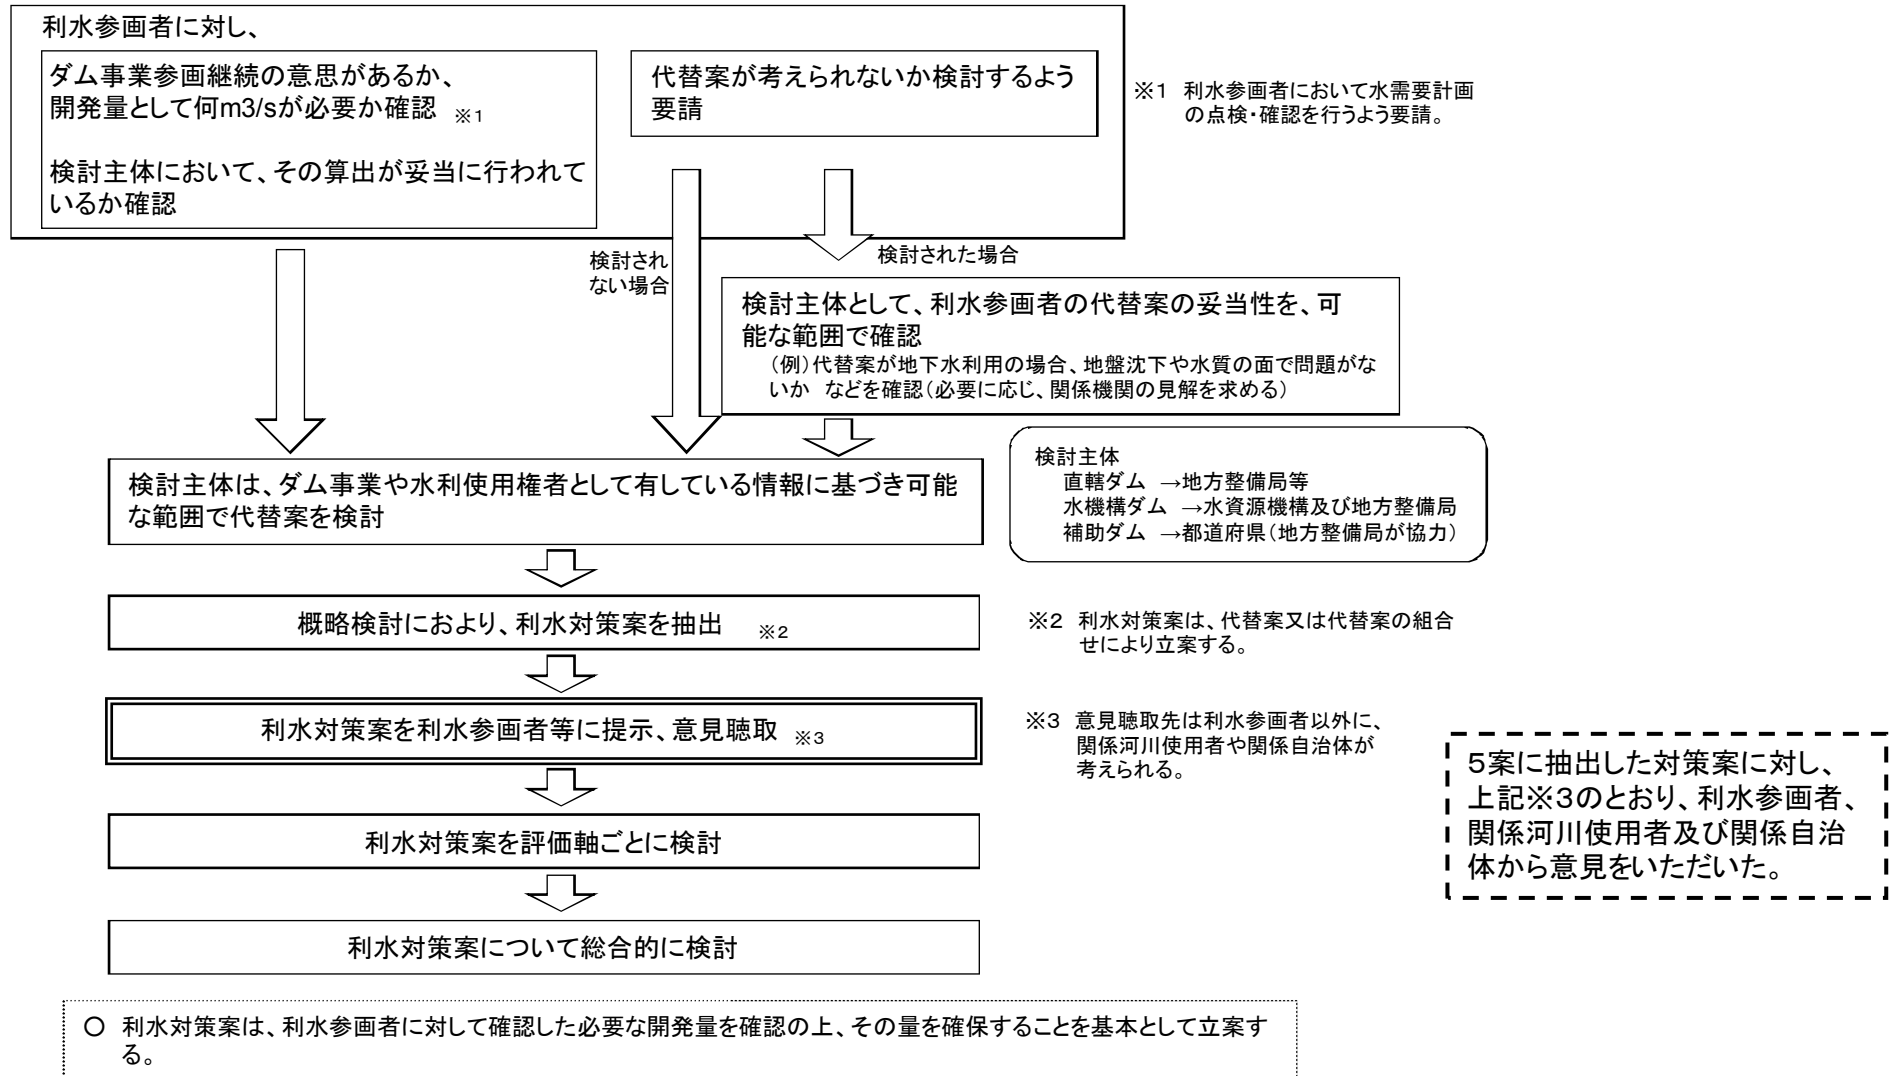 利水参画者に対し、
ダム事業参画継続の意思があるか、
開発量として何m3/sが必要か確認 ※1
検討主体において、その算出が妥当に行われて
いるか確認
代替案が考えられないか検討するよう
要請
※1 利水参画者において水需要計画
の点検・確認を行うよう要請。
検討され
ない場合
検討された場合
検討主体として、利水参画者の代替案の妥当性を、可
能な範囲で確認
(例)代替案が地下水利用の場合、地盤沈下や水質の面で問題がな
いか などを確認(必要に応じ、関係機関の見解を求める)
検討主体は、ダム事業や水利使用権者として有している情報に基づき可能
な範囲で代替案を検討
検討主体
直轄ダム →地方整備局等
水機構ダム →水資源機構及び地方整備局
補助ダム →都道府県(地方整備局が協力)
概略検討におより、利水対策案を抽出 ※2
※2 利水対策案は、代替案又は代替案の組合
せにより立案する。
利水対策案を利水参画者等に提示、意見聴取 ※3
※3 意見聴取先は利水参画者以外に、
関係河川使用者や関係自治体が
考えられる。
5案に抽出した対策案に対し、
上記※3のとおり、利水参画者、
関係河川使用者及び関係自治
体から意見をいただいた。
利水対策案を評価軸ごとに検討
利水対策案について総合的に検討
○ 利水対策案は、利水参画者に対して確認した必要な開発量を確認の上、その量を確保することを基本として立案す
る。